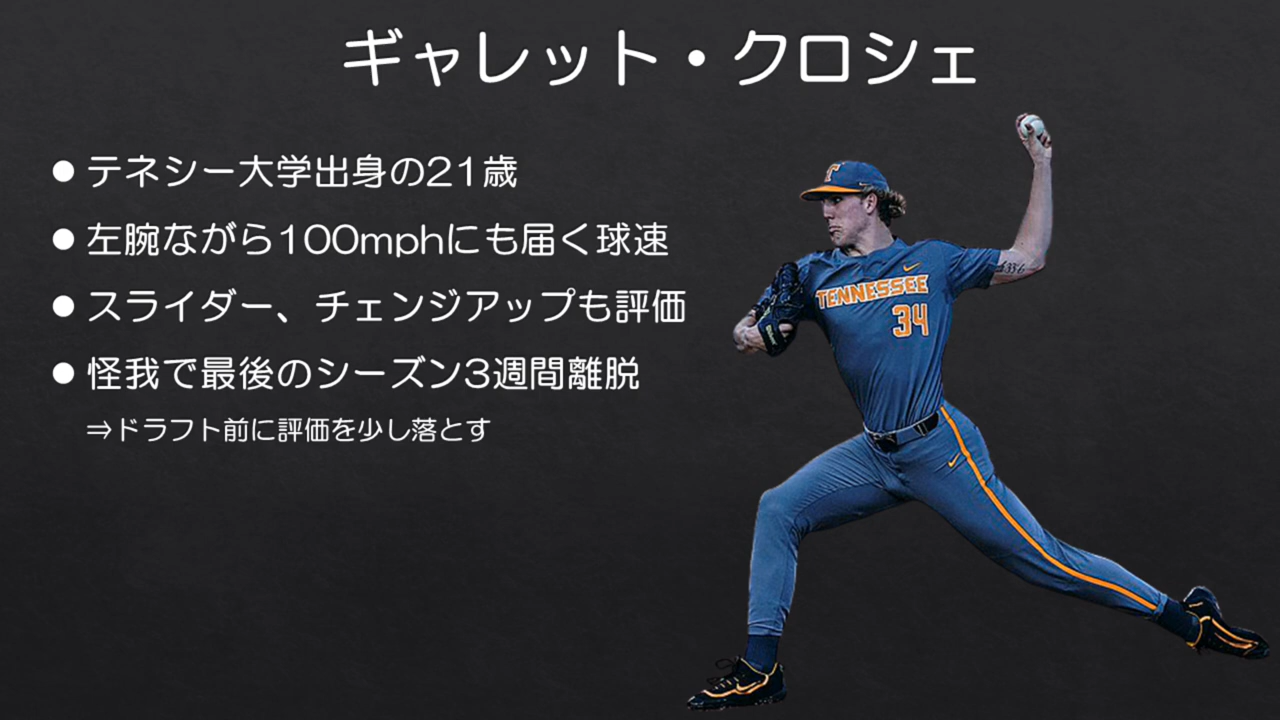 ギャレット・クロシェ
● テネシー大学出身の21歳
● 左腕ながら100mphにも届く球速
● スライダー、チェンジアップも評価
● 怪我で最後のシーズン3週間離脱
⇒ドラフト前に評価を少し落とす
T
TENNESSEE
34